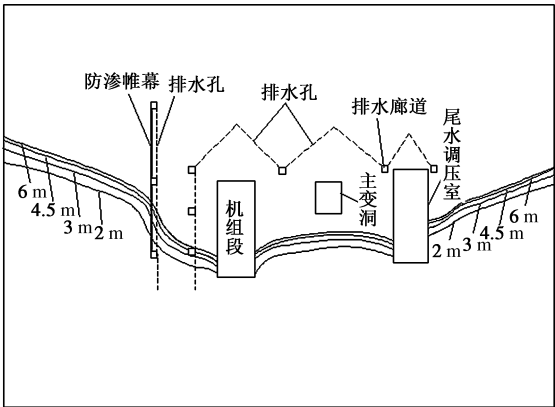 防渗帷幕
排水孔
排水孔
排水廊道
尾水调压室
机组段
主变洞
6 m
4.5 m
3 m
2 m
2 m
3 m
4.5 m
6 m